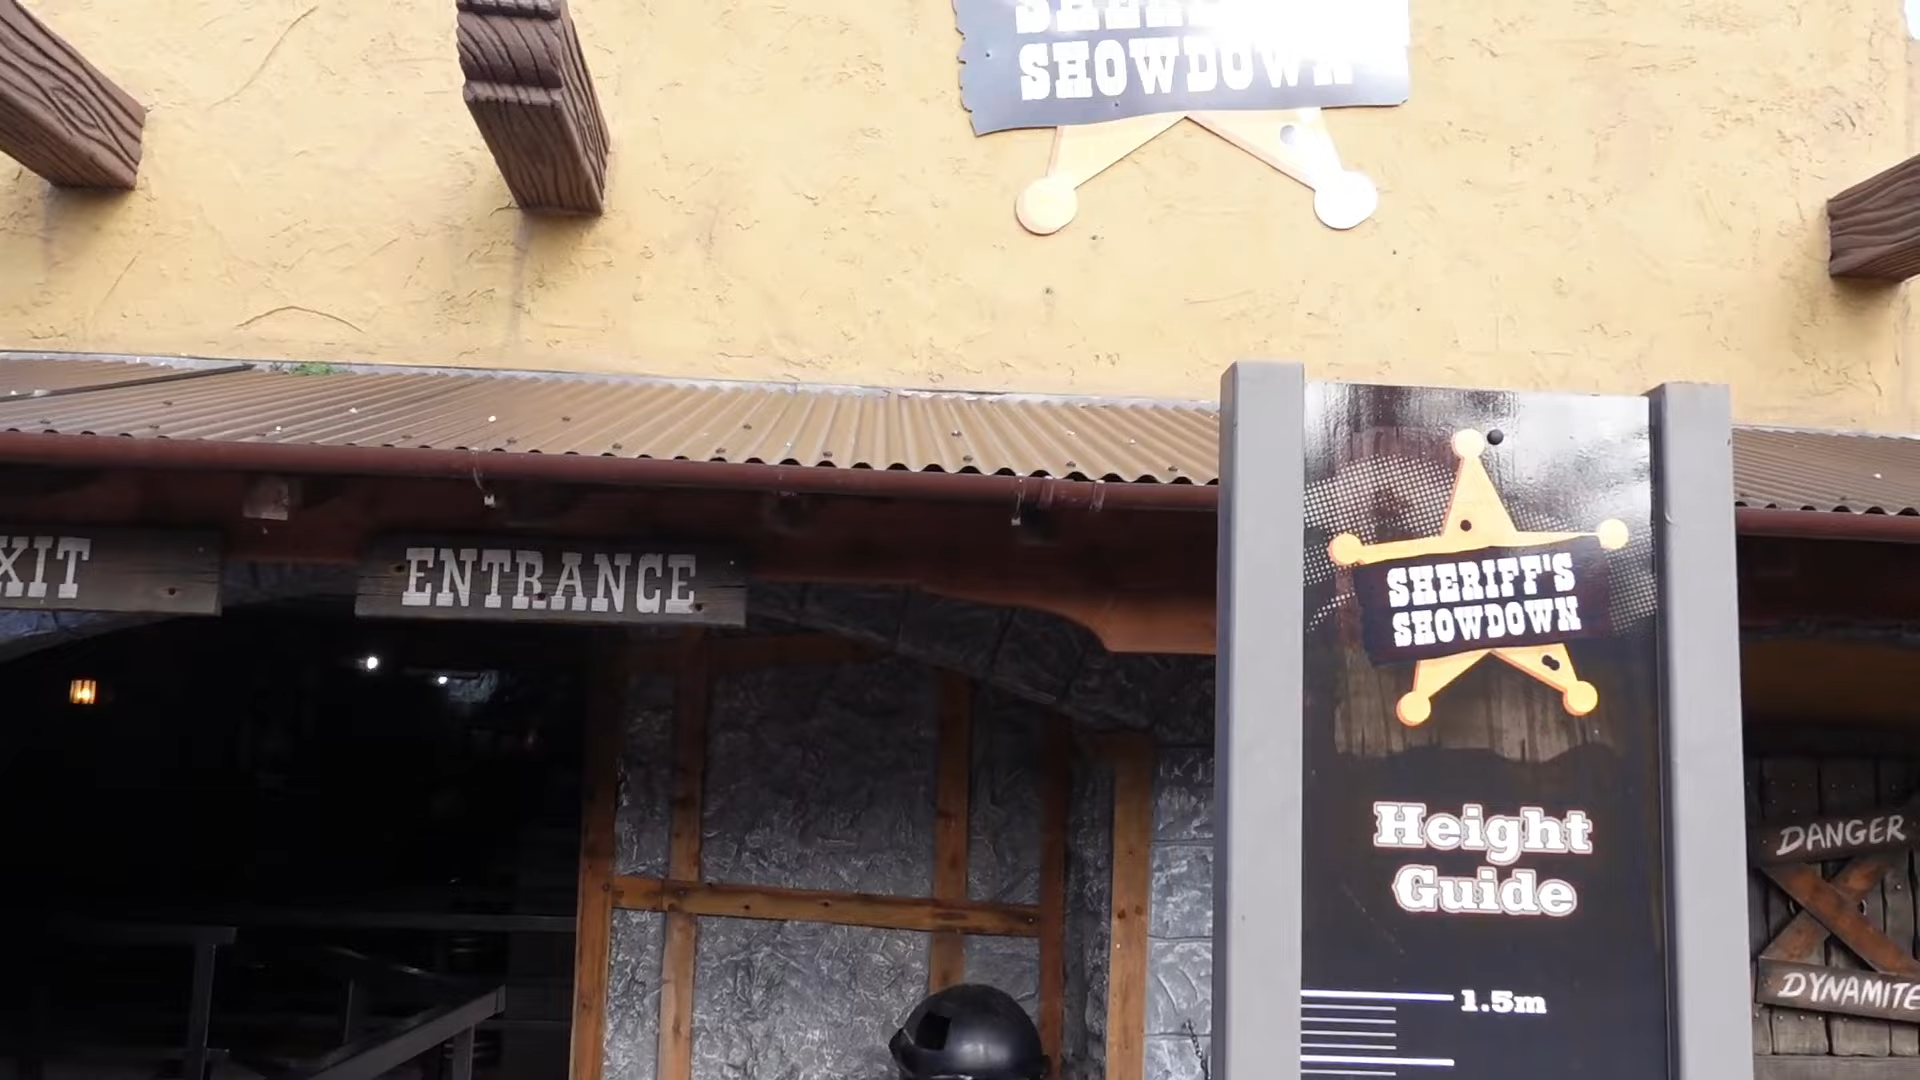 SHOWDOWN
XIT
ENTRANCE
SHERIFF'S
SHOWDOWN
Height
Guide
1.5m
DANGER
DYNAMITE